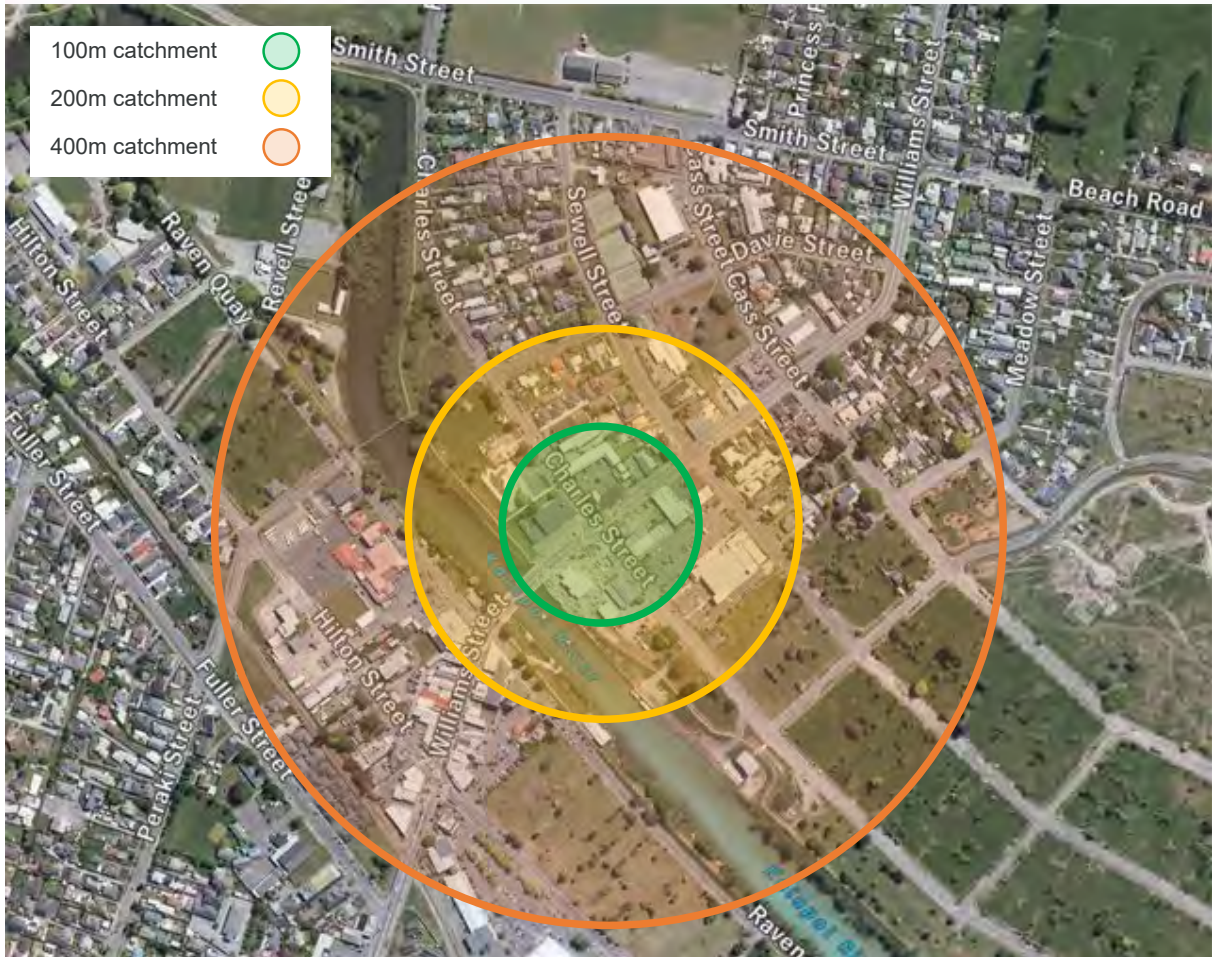 100m catchment
200m catchment
400m catchment
Smith Street
Princess
Williams Street
Smith Street
Beach Road
Charles Street
Sewell Street
Cass Street
Davie Street
Cass Street
Revell Street
Raven Quay
Hilton Street
Meadow Street
Charles Street
Fuller Street
Hilton Street
Williams Street
Fuller Street
Peraki Street
Raven